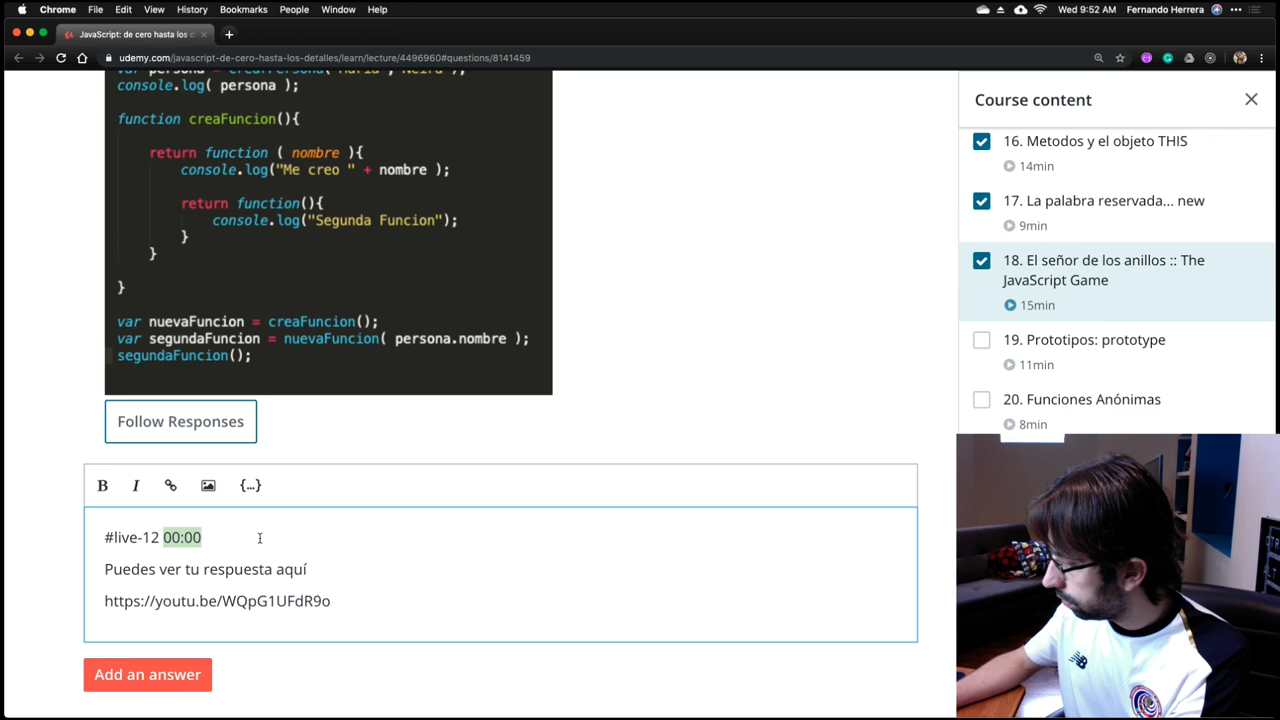 Chrome File Edit View History Bookmarks People Window Help
Wed 9:52 AM Fernando Herrera
JavaScript: de cero hasta los d
udemy.com/javascript-de-cero-hasta-los-detalles/learn/lecture/4496960#questions/8141459
console.log( persona );
function creaFuncion(){
return function ( nombre ){
console.log("Me creo " + nombre );
return function(){
console.log("Segunda Funcion");
}
}
}
var nuevaFuncion = creaFuncion();
var segundaFuncion = nuevaFuncion( persona.nombre );
segundaFuncion();
Follow Responses
B I {...}
#live-12 00:00
Puedes ver tu respuesta aquí
https://youtu.be/WQpG1UFdR9o
Add an answer
Course content
16. Metodos y el objeto THIS
14min
17. La palabra reservada... new
9min
18. El señor de los anillos :: The
JavaScript Game
15min
19. Prototipos: prototype
11min
20. Funciones Anónimas
8min